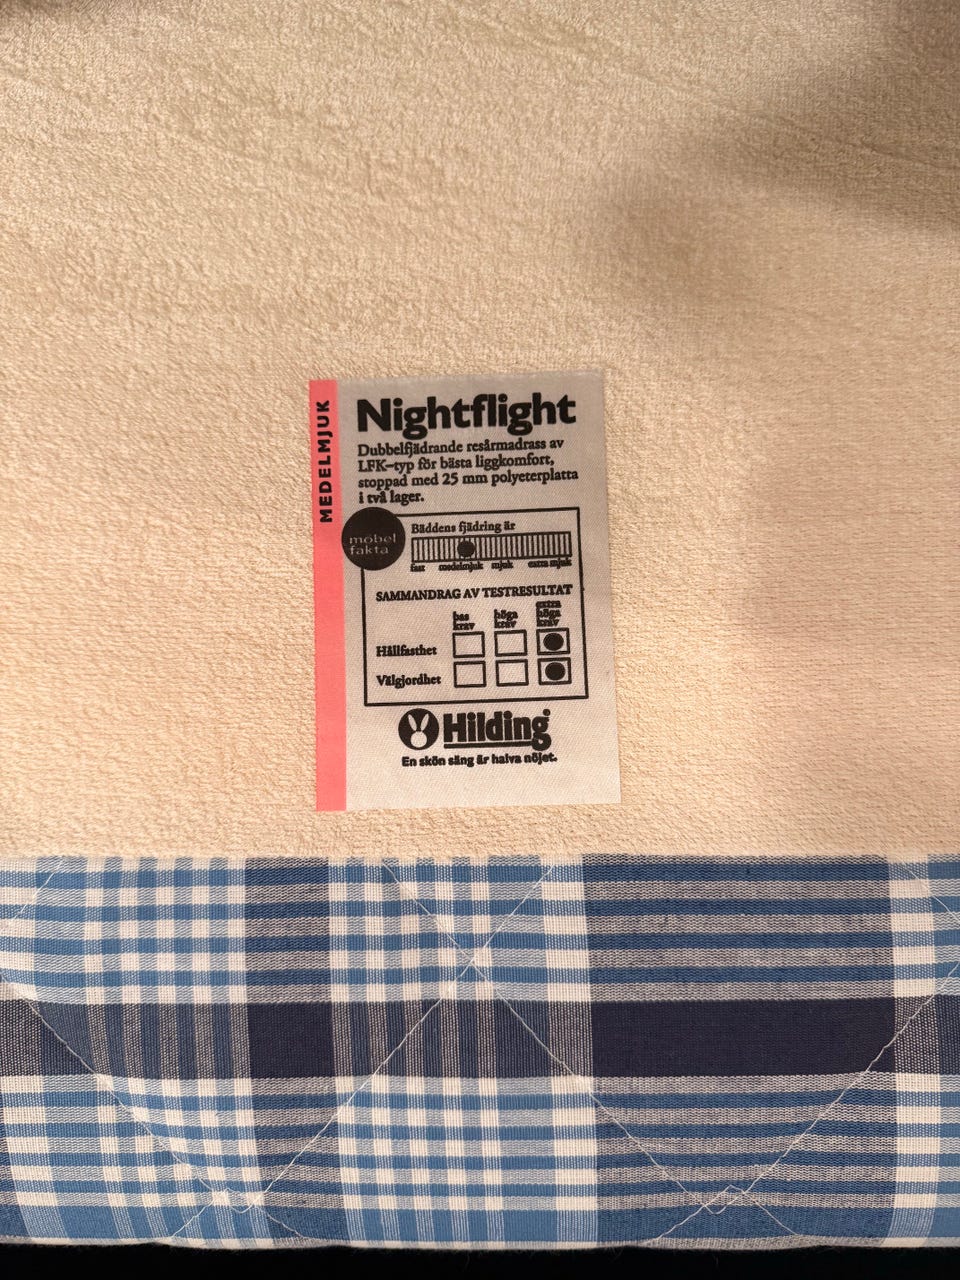 MEDELMJUK
Nightflight
Dubbelfjädrande resårmadrass av
LFK-typ för bästa liggkomfort,
stoppad med 25 mm polyeterplatta
i två lager.
möbel
fakta
Bäddens fjädring är
fast medelmjuk mjuk extra mjuk
SAMMANDRAG AV TESTRESULTAT
bas krav
höga krav
extra höga krav
Hållfasthet
Välgjordhet
Hilding
En skön säng är halva nöjet.